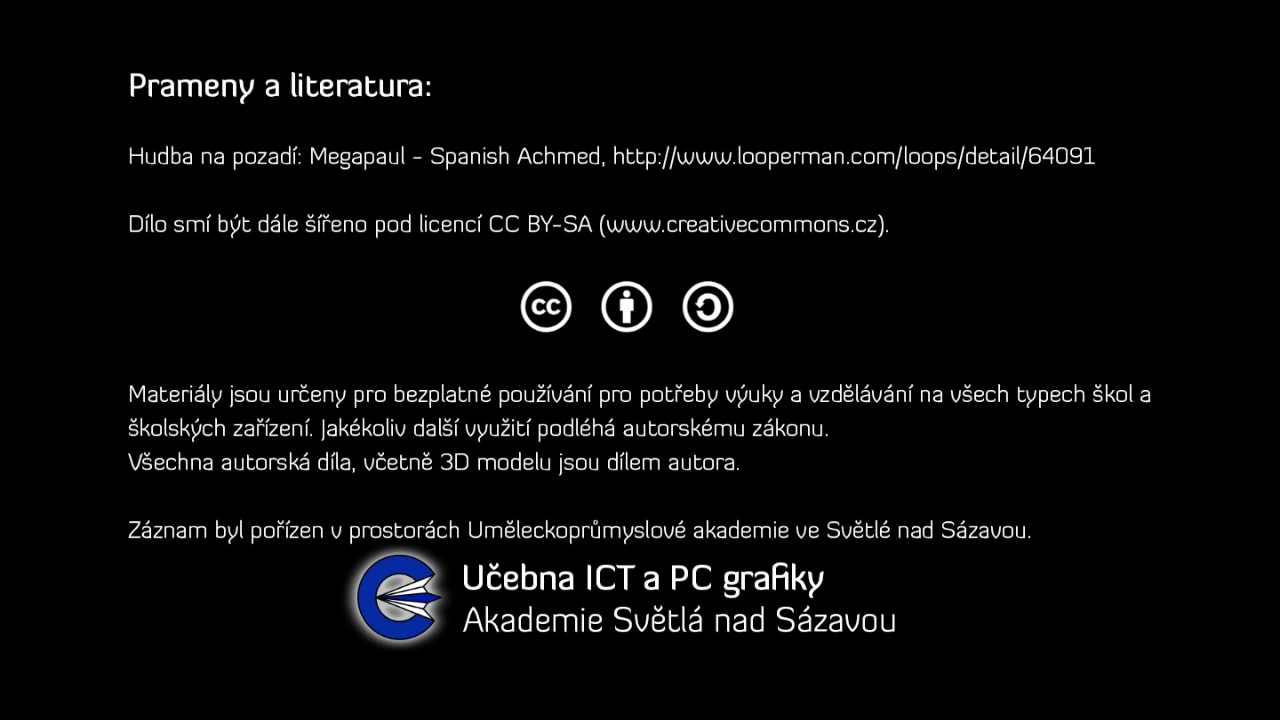 Prameny a literatura:
Hudba na pozadí: Megapaul - Spanish Achmed, http://www.looperman.com/loops/detail/64091
Dílo smí být dále šířeno pod licencí CC BY-SA (www.creativecommons.cz).
cc
Materiály jsou určeny pro bezplatné používání pro potřeby výuky a vzdělávání na všech typech škol a
školských zařízení. Jakékoliv další využití podléhá autorskému zákonu.
Všechna autorská díla, včetně 3D modelu jsou dílem autora.
Záznam byl pořízen v prostorách Uměleckoprůmyslové akademie ve Světlé nad Sázavou.
Učebna ICT a PC grafiky
Akademie Světlá nad Sázavou